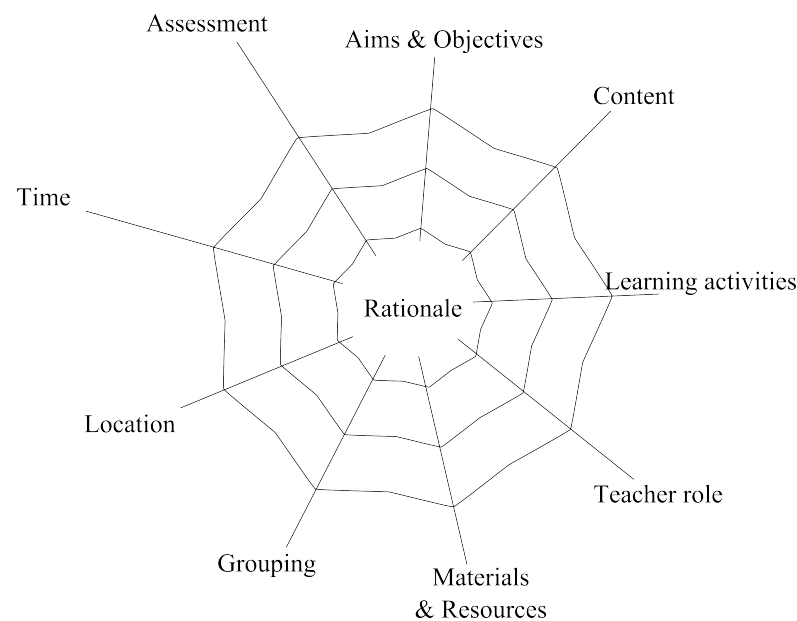 Assessment
Aims & Objectives
Content
Time
Learning activities
Rationale
Location
Teacher role
Grouping
Materials
& Resources